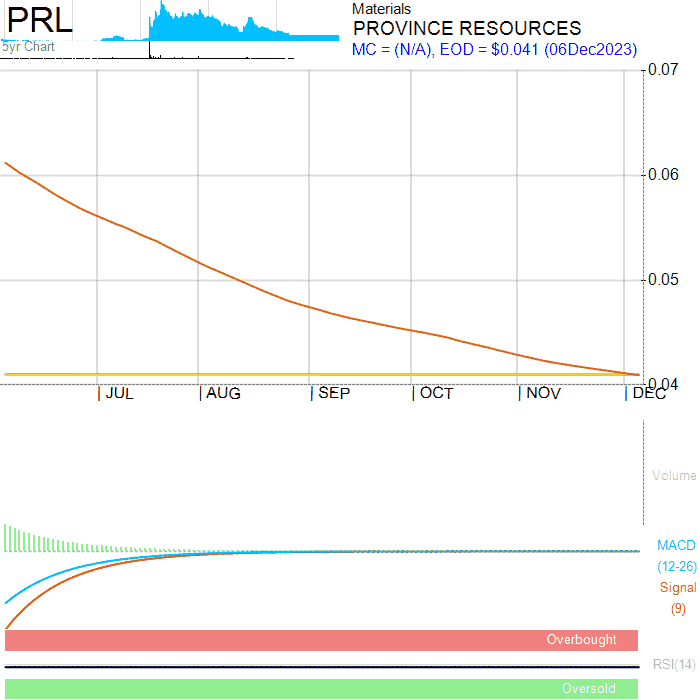 PRL
5yr Chart
Materials
PROVINCE RESOURCES
MC = (N/A), EOD = $0.041 (06Dec2023)
0.07
0.06
0.05
0.04
| JUL | AUG | SEP | OCT | NOV | DEC
Volume
MACD
(12-26)
Signal
(9)
Overbought
RSI(14)
Oversold